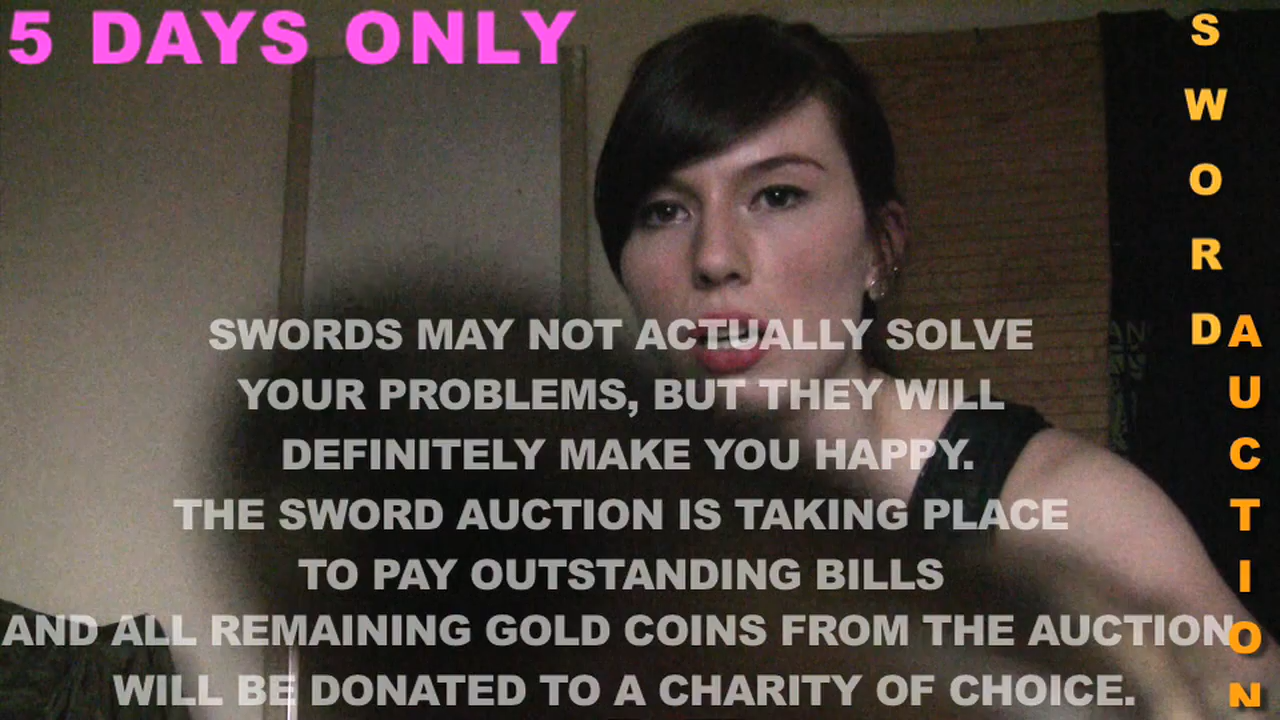 5 DAYS ONLY
SWORD
AUCTION
SWORDS MAY NOT ACTUALLY SOLVE
YOUR PROBLEMS, BUT THEY WILL
DEFINITELY MAKE YOU HAPPY.
THE SWORD AUCTION IS TAKING PLACE
TO PAY OUTSTANDING BILLS
AND ALL REMAINING GOLD COINS FROM THE AUCTION
WILL BE DONATED TO A CHARITY OF CHOICE.